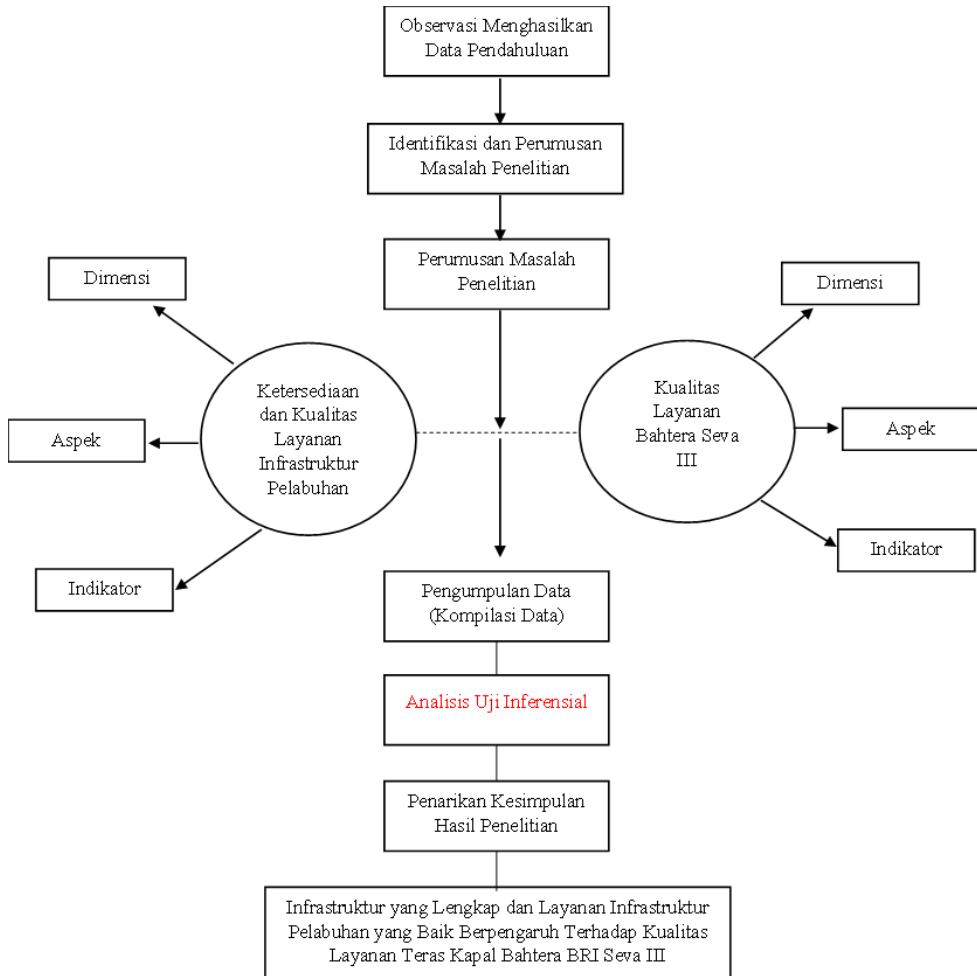 Observasi Menghasilkan
Data Pendahuluan
Identifikasi dan Perumusan
Masalah Penelitian
Perumusan Masalah
Penelitian
Dimensi
Aspek
Indikator
Ketersediaan
dan Kualitas
Layanan
Infrastruktur
Pelabuhan
Kualitas
Layanan
Bahtera Seva
III
Dimensi
Aspek
Indikator
Pengumpulan Data
(Kompilasi Data)
Analisis Uji Inferensial
Penarikan Kesimpulan
Hasil Penelitian
Infrastruktur yang Lengkap dan Layanan Infrastruktur
Pelabuhan yang Baik Berpengaruh Terhadap Kualitas
Layanan Teras Kapal Bahtera BRI Seva III